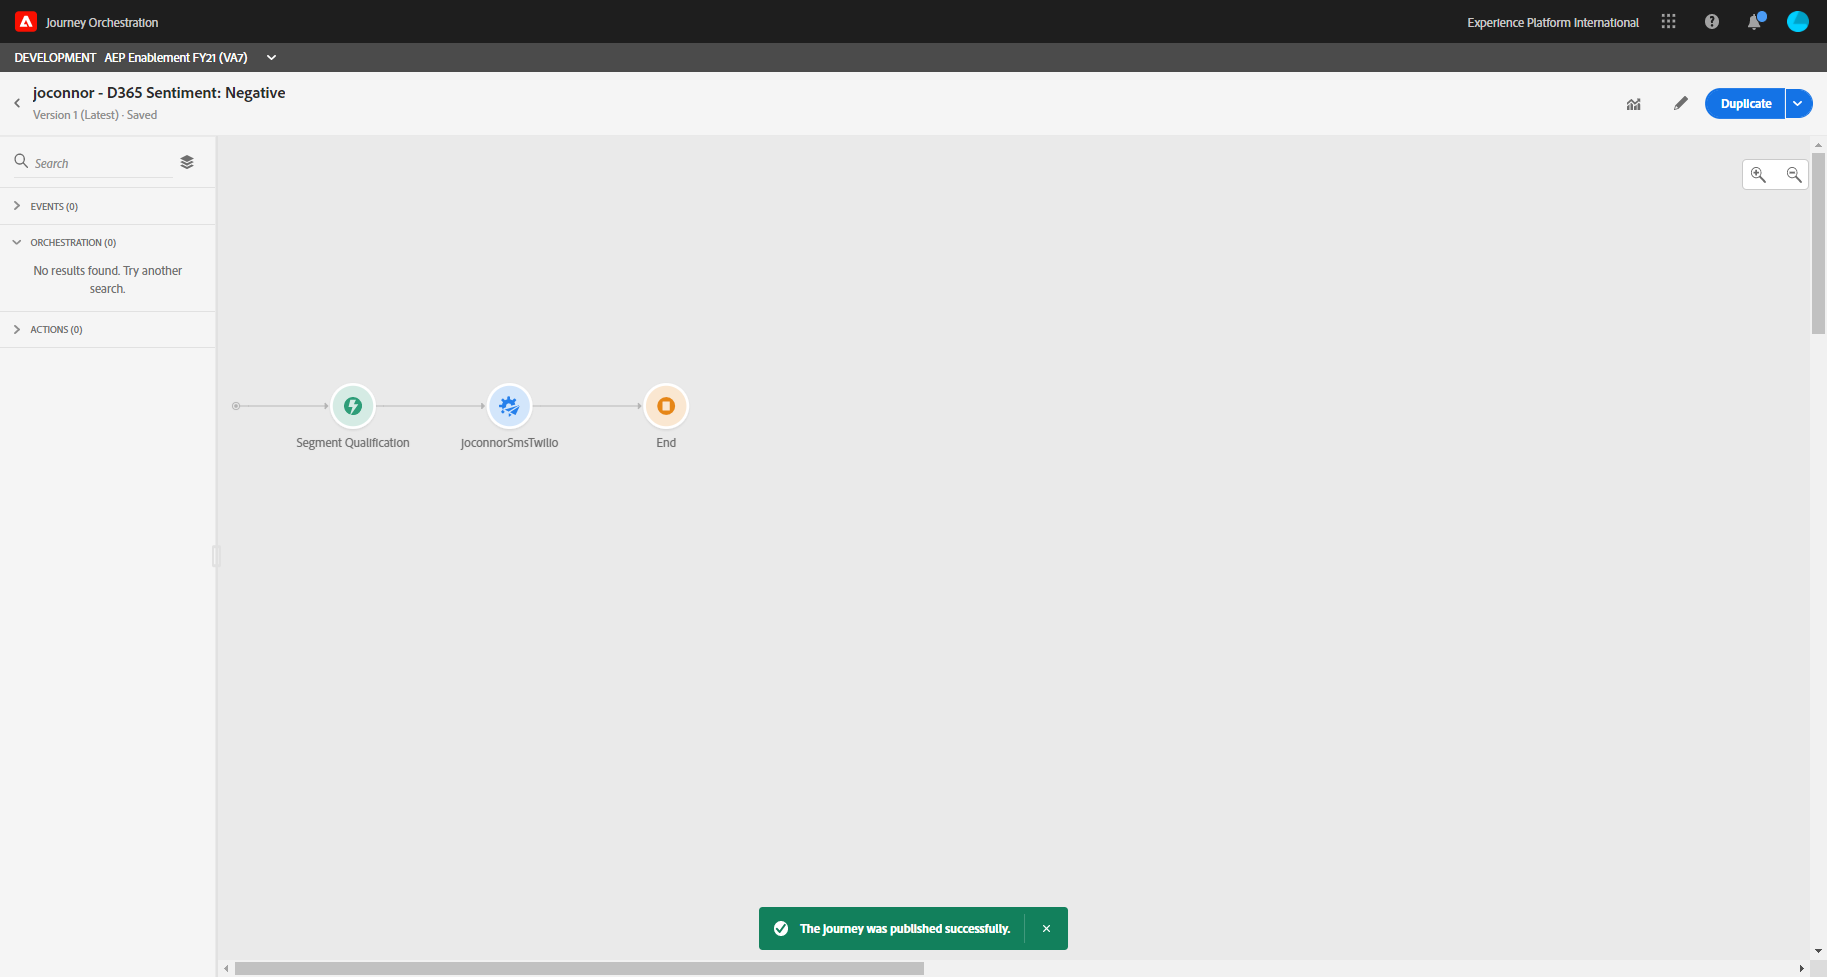 Journey Orchestration
Experience Platform International
DEVELOPMENT AEP Enablement FY21 (VA7)
joconnor - D365 Sentiment: Negative
Version 1 (Latest) · Saved
Duplicate
Search
EVENTS (0)
ORCHESTRATION (0)
No results found. Try another
search.
ACTIONS (0)
Segment Qualification
joconnorSmsTwilio
End
The journey was published successfully.